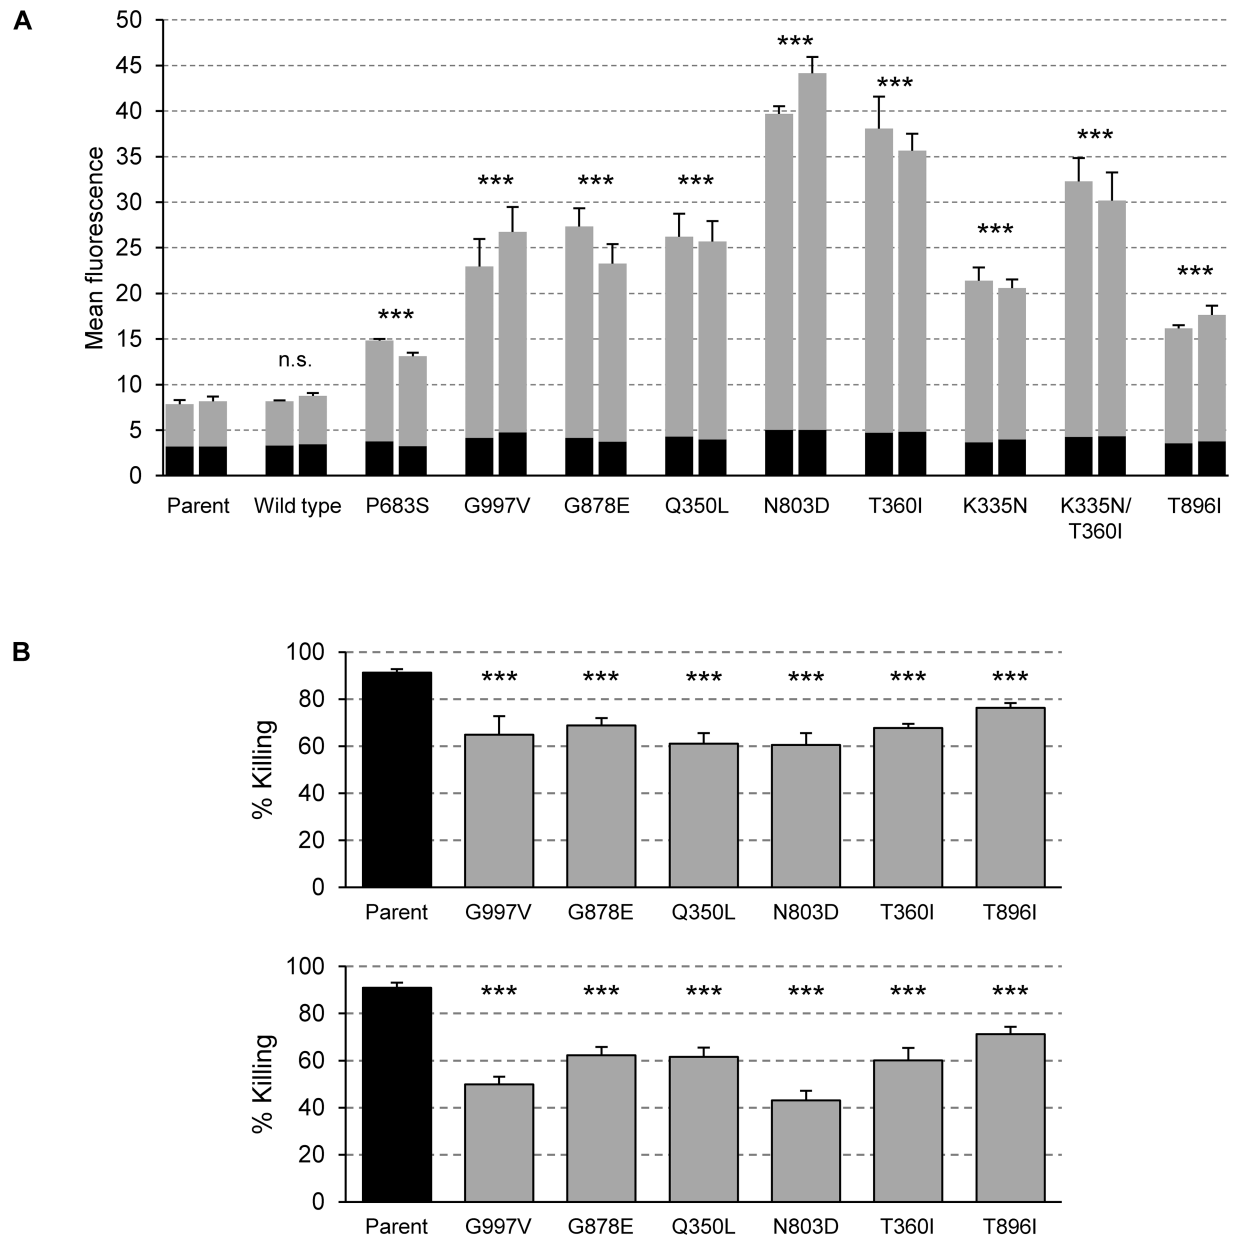 A
Mean fluorescence
50
45
40
35
30
25
20
15
10
5
0
n.s.
***
***
***
***
***
***
***
***
***
Parent Wild type P683S G997V G878E Q350L N803D T360I K335N K335N/ T896I
T360I
B
% Killing
100
80
60
40
20
0
*** *** *** *** *** ***
Parent G997V G878E Q350L N803D T360I T896I
% Killing
100
80
60
40
20
0
*** *** *** *** *** ***
Parent G997V G878E Q350L N803D T360I T896I